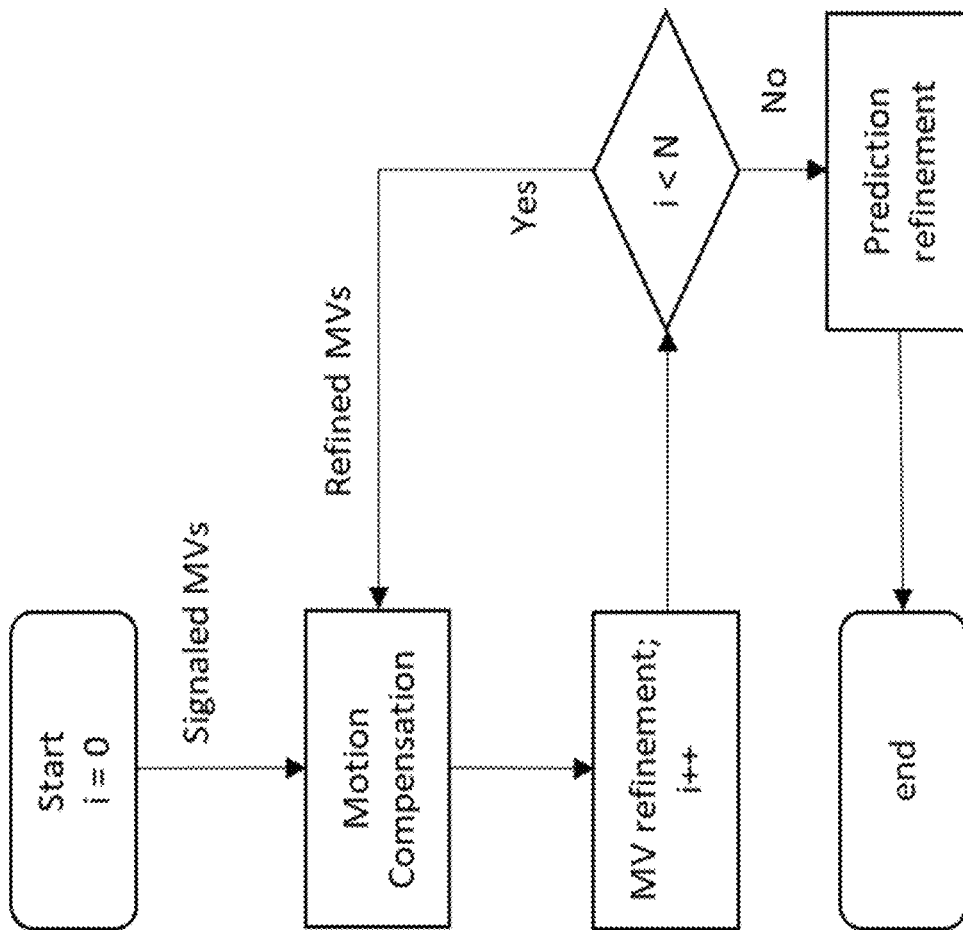 Start
i = 0
Signaled MVs
Motion
Compensation
Refined MVs
MV refinement;
i++
Yes
i < N
No
Prediction
refinement
end